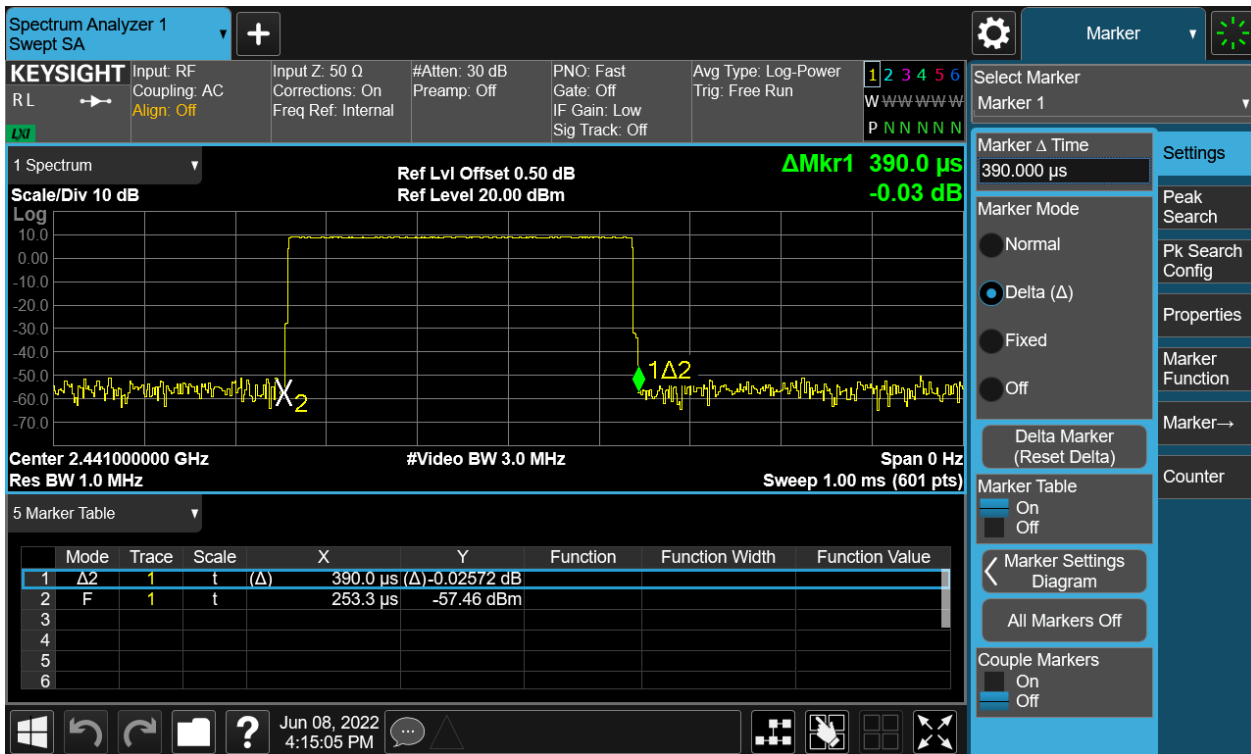 Spectrum Analyzer 1
Swept SA
+
Marker
KEYSIGHT
RL
LXI
Input: RF
Coupling: AC
Align: Off
Input Z: 50 Ω
Corrections: On
Freq Ref: Internal
#Atten: 30 dB
Preamp: Off
PNO: Fast
Gate: Off
IF Gain: Low
Sig Track: Off
Avg Type: Log-Power
Trig: Free Run
1 2 3 4 5 6
W W W W W W
P N N N N N
Select Marker
Marker 1
1 Spectrum
Scale/Div 10 dB
Ref Lvl Offset 0.50 dB
Ref Level 20.00 dBm
ΔMkr1 390.0 µs
-0.03 dB
Log
10.0
0.00
-10.0
-20.0
-30.0
-40.0
-50.0
-60.0
-70.0
X2
1Δ2
Center 2.441000000 GHz
Res BW 1.0 MHz
#Video BW 3.0 MHz
Span 0 Hz
Sweep 1.00 ms (601 pts)
5 Marker Table
Mode Trace Scale X Y Function Function Width Function Value
1 Δ2 1 t (Δ) 390.0 µs (Δ) -0.02572 dB
2 F 1 t 253.3 µs -57.46 dBm
3
4
5
6
Marker Δ Time
390.000 µs
Marker Mode
Normal
Delta (Δ)
Fixed
Off
Delta Marker
(Reset Delta)
Marker Table
On
Off
Marker Settings
Diagram
All Markers Off
Couple Markers
On
Off
Settings
Peak
Search
Pk Search
Config
Properties
Marker
Function
Marker→
Counter
?
Jun 08, 2022
4:15:05 PM